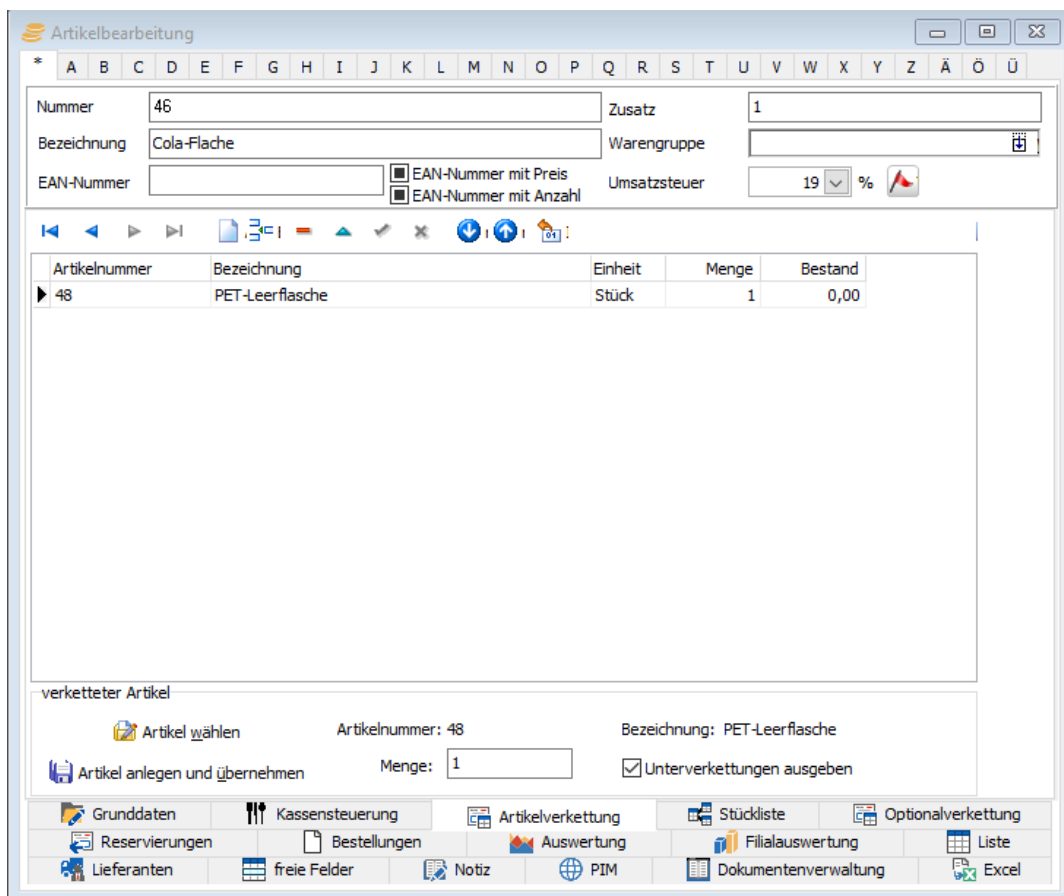 Artikelbearbeitung
* A B C D E F G H I J K L M N O P Q R S T U V W X Y Z Ä Ö Ü
Nummer 46 Zusatz 1
Bezeichnung Cola-Flache Warengruppe
EAN-Nummer EAN-Nummer mit Preis Umsatzsteuer 19 %
EAN-Nummer mit Anzahl
Artikelnummer Bezeichnung Einheit Menge Bestand
48 PET-Leerflasche Stück 1 0,00
verketteter Artikel
Artikel wählen Artikelnummer: 48 Bezeichnung: PET-Leerflasche
Artikel anlegen und übernehmen Menge: 1 Unterverkettungen ausgeben
Grunddaten Kassensteuerung Artikelverkettung Stückliste Optionalverkettung
Reservierungen Bestellungen Auswertung Filialauswertung Liste
Lieferanten freie Felder Notiz PIM Dokumentenverwaltung Excel